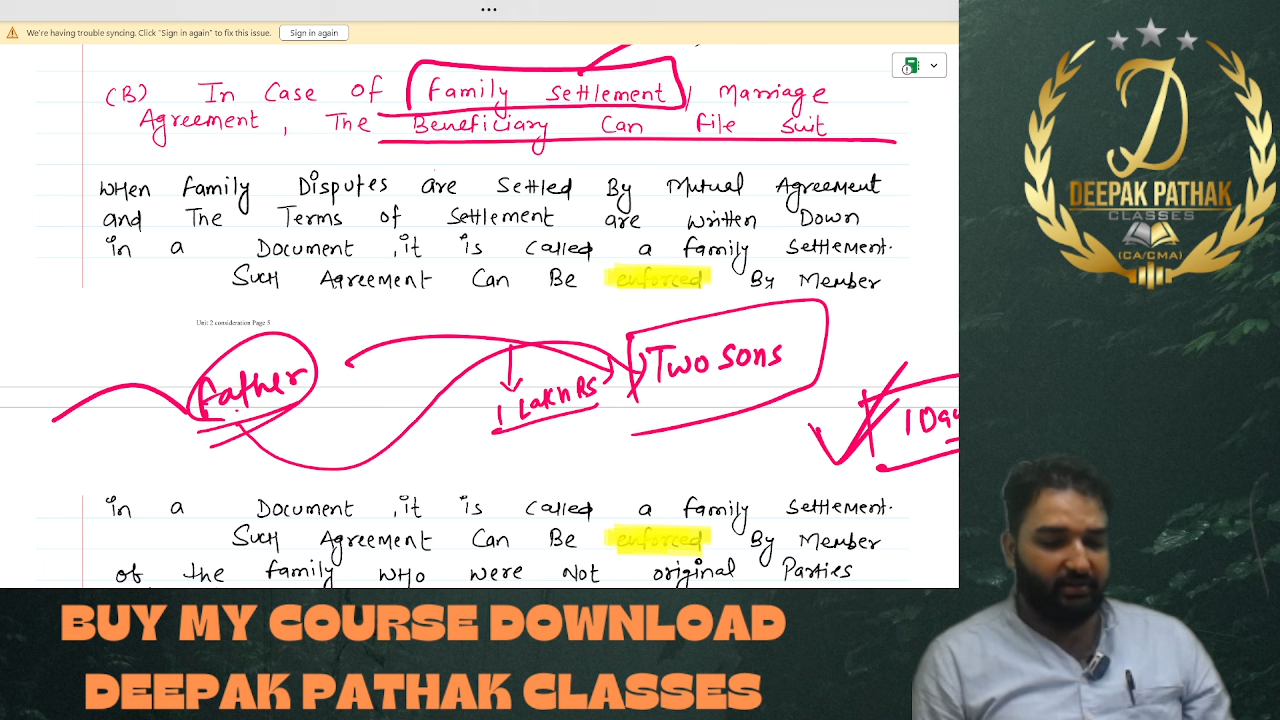 We're having trouble syncing. Click "Sign in again" to fix this issue. Sign in again
(B) In Case of Family Settlement / Marriage
Agreement, The Beneficiary Can File Suit
WHen Family Disputes are Settled By Mutual Agreement
and The Terms of Settlement are written Down
in a Document, it is called a family Settlement.
Such Agreement Can Be enforced By Member
Unit 2 consideration Page 5
Father
1 Lakh RS
Two Sons
1 Day
in a Document, it is called a family Settlement.
Such Agreement Can Be enforced By Member
of the family WHO were Not original Parties
D
DEEPAK PATHAK
CLASSES
(CA/CMA)
BUY MY COURSE DOWNLOAD
DEEPAK PATHAK CLASSES